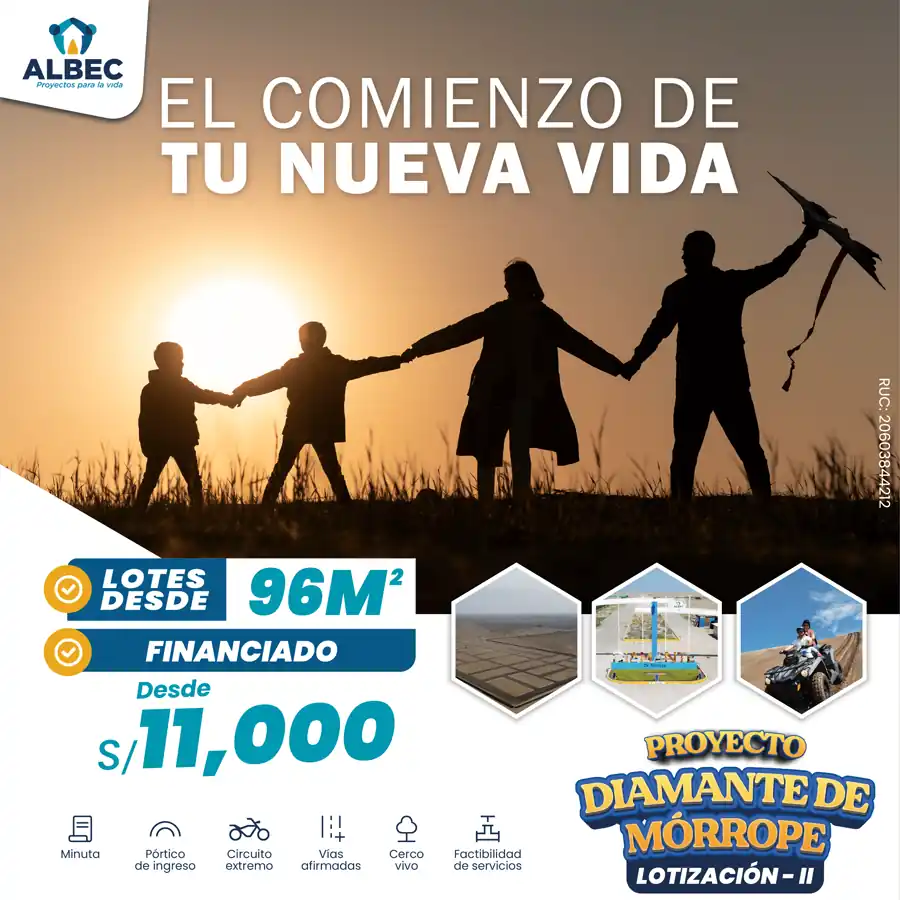 ALBEC
Proyectos para la vida
EL COMIENZO DE
TU NUEVA VIDA
RUC: 20603844212
LOTES
DESDE
96M²
FINANCIADO
Desde
S/11,000
Minuta
Pórtico
de ingreso
Circuito
extremo
Vías
afirmadas
Cerco
vivo
Factibilidad
de servicios
PROYECTO
DIAMANTE DE
MÓRROPE
LOTIZACIÓN - II